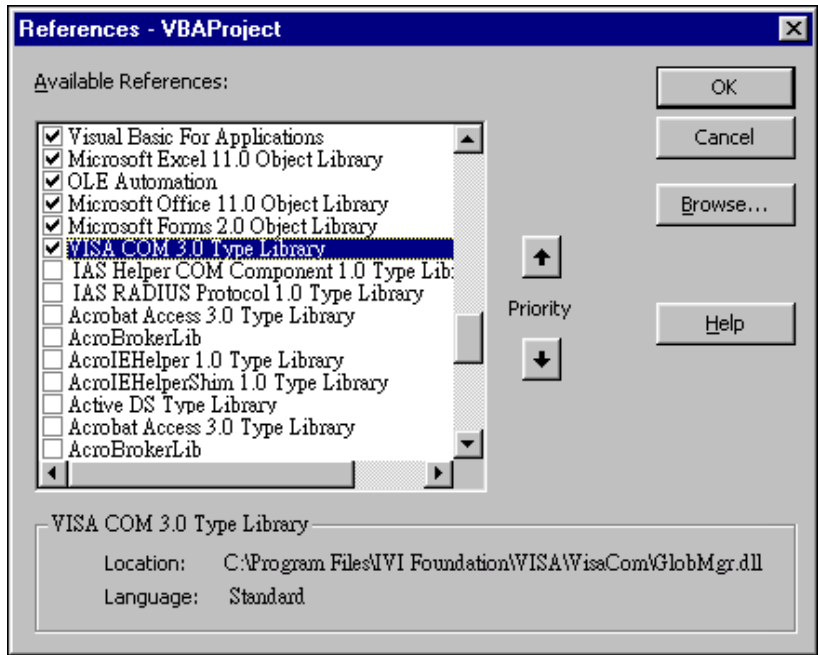 References - VBAProject
Available References:
OK
Cancel
Browse...
Help
Visual Basic For Applications
Microsoft Excel 11.0 Object Library
OLE Automation
Microsoft Office 11.0 Object Library
Microsoft Forms 2.0 Object Library
VISA COM 3.0 Type Library
IAS Helper COM Component 1.0 Type Lib
IAS RADIUS Protocol 1.0 Type Library
Acrobat Access 3.0 Type Library
AcroBrokerLib
AcroIEHelper 1.0 Type Library
AcroIEHelperShim 1.0 Type Library
Active DS Type Library
Acrobat Access 3.0 Type Library
AcroBrokerLib
Priority
VISA COM 3.0 Type Library
Location: C:\Program Files\IVI Foundation\VISA\VisaCom\GlobMgr.dll
Language: Standard